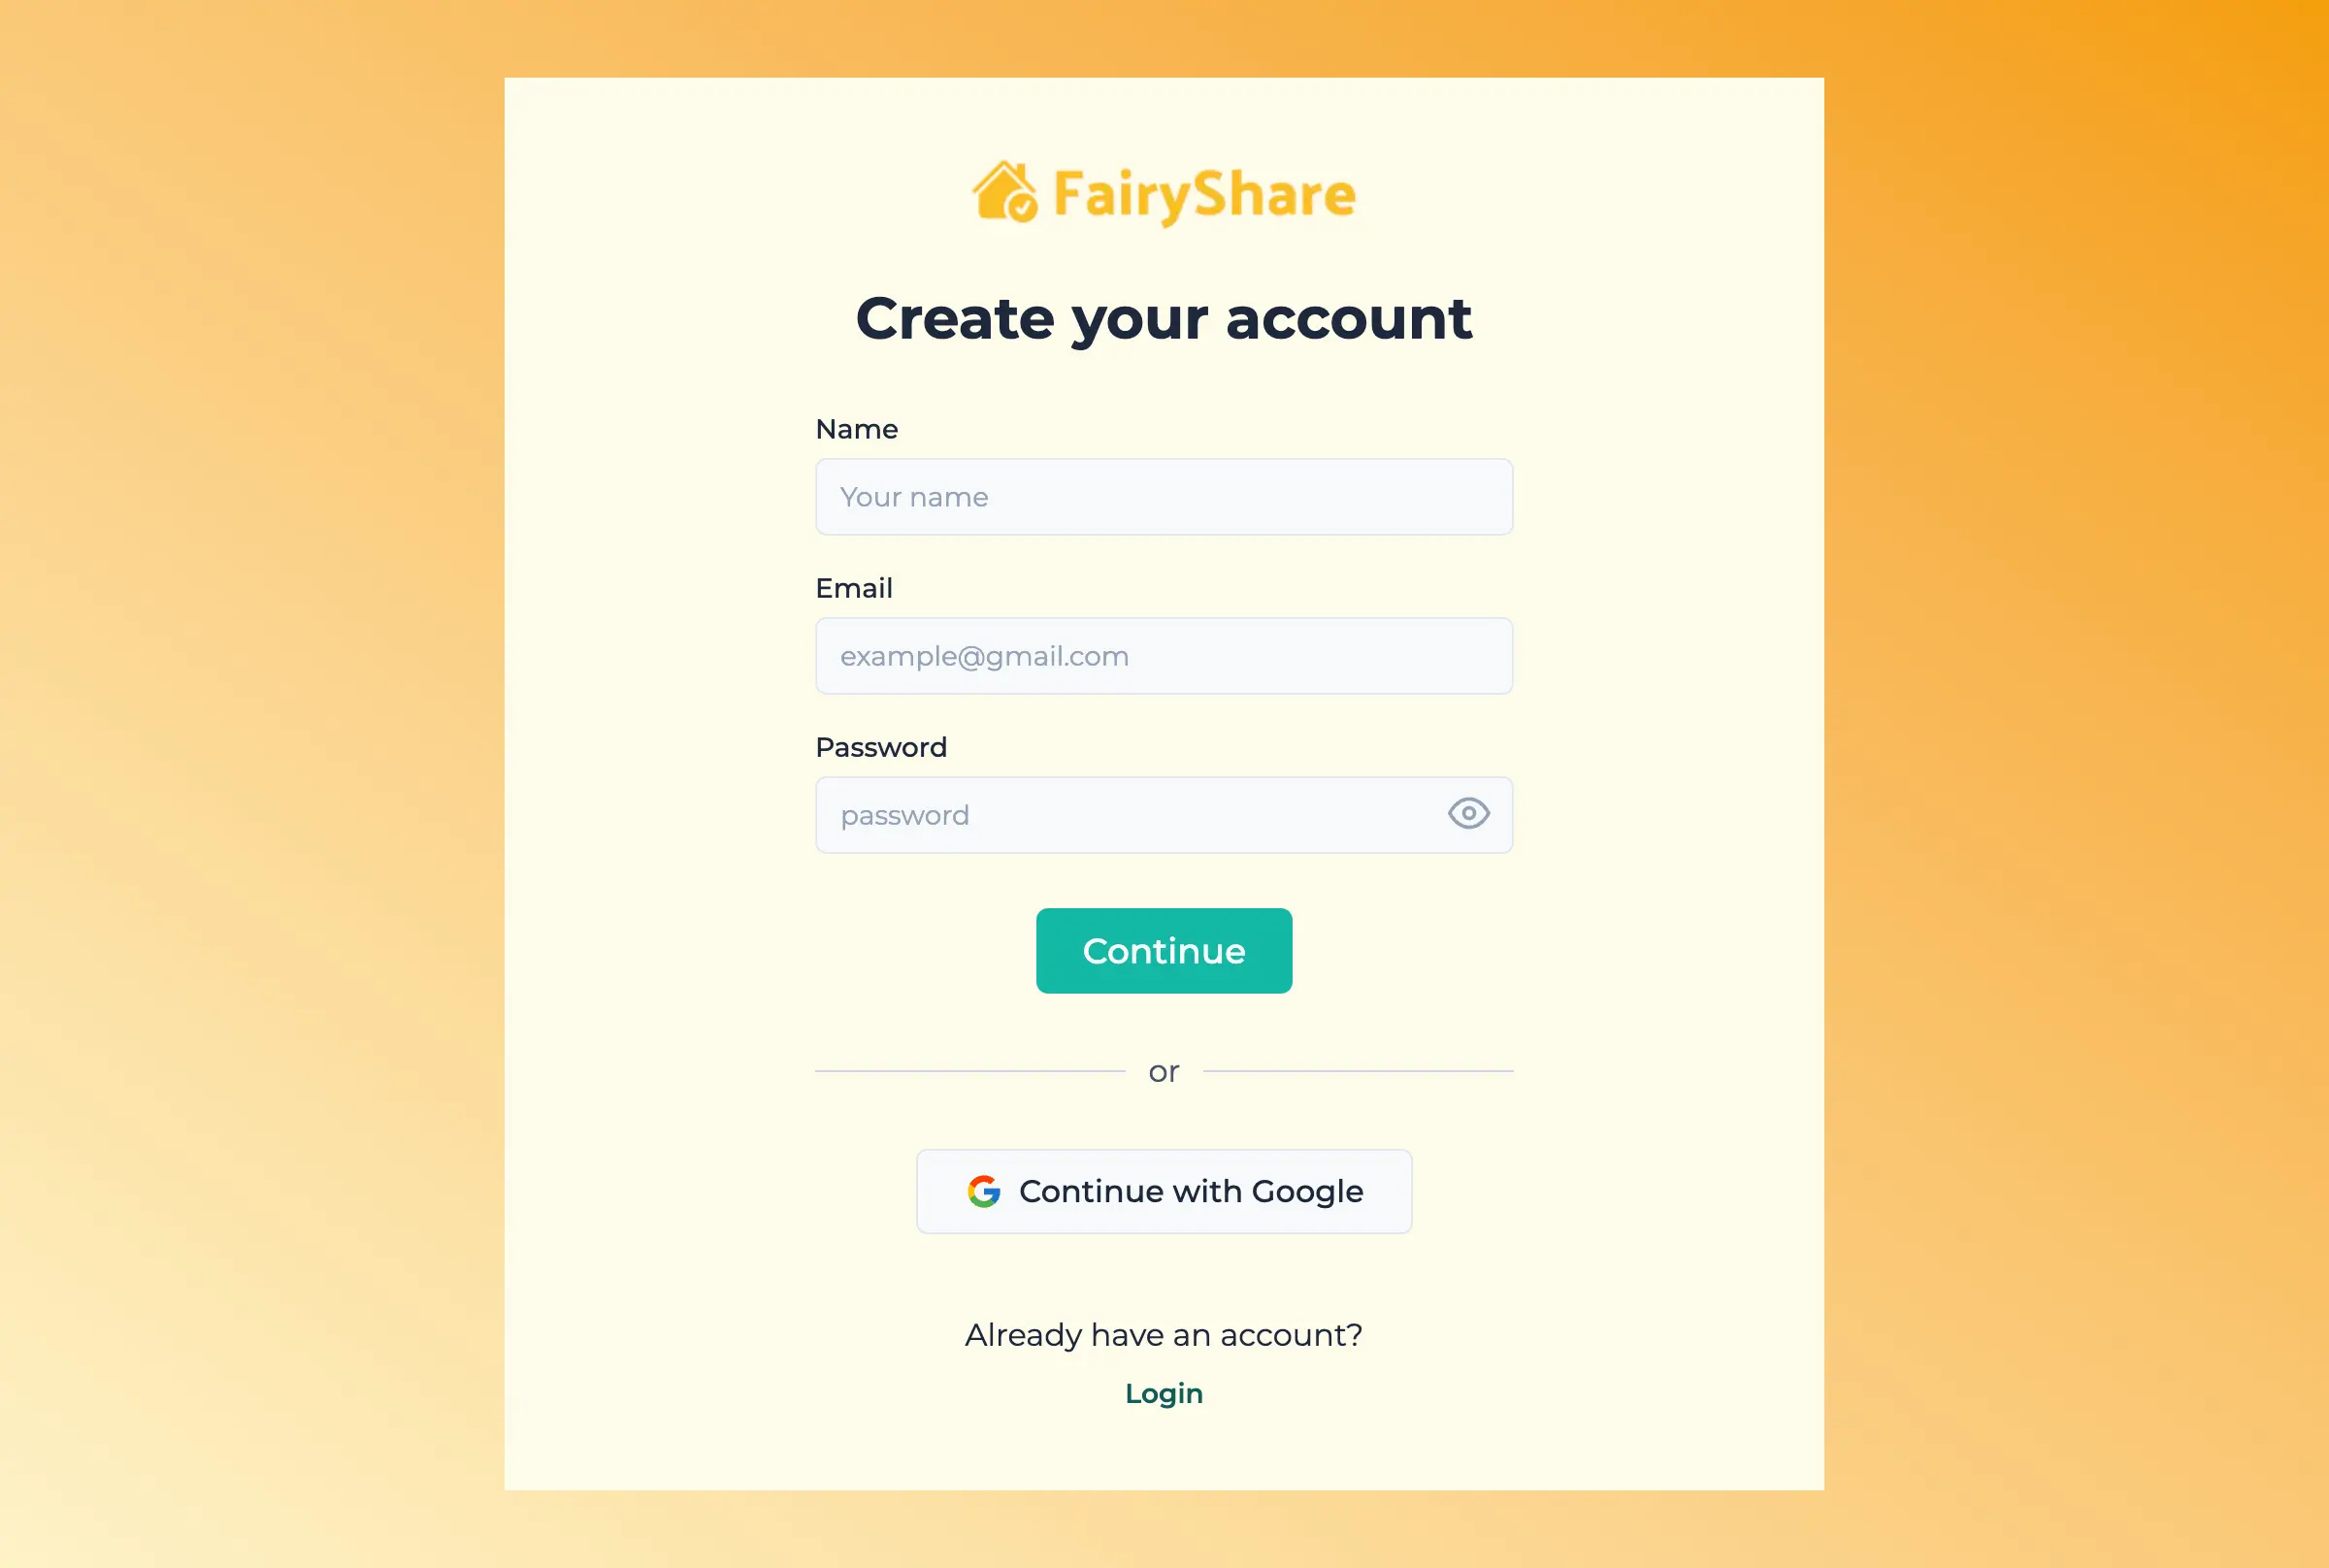 FairyShare
Create your account
Name
Your name
Email
example@gmail.com
Password
password
Continue
or
Continue with Google
Already have an account?
Login